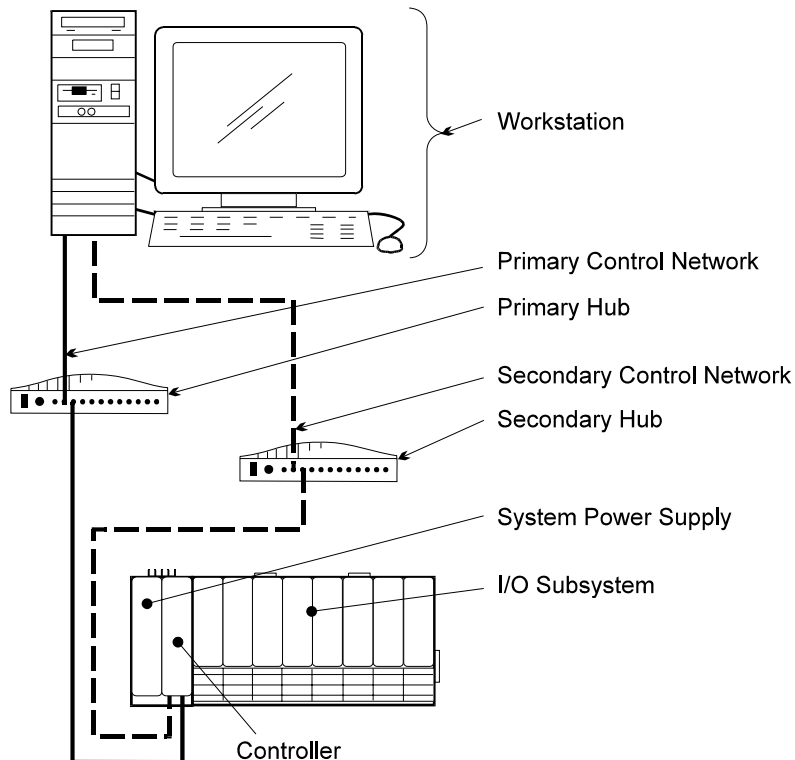 Workstation
Primary Control Network
Primary Hub
Secondary Control Network
Secondary Hub
System Power Supply
I/O Subsystem
Controller